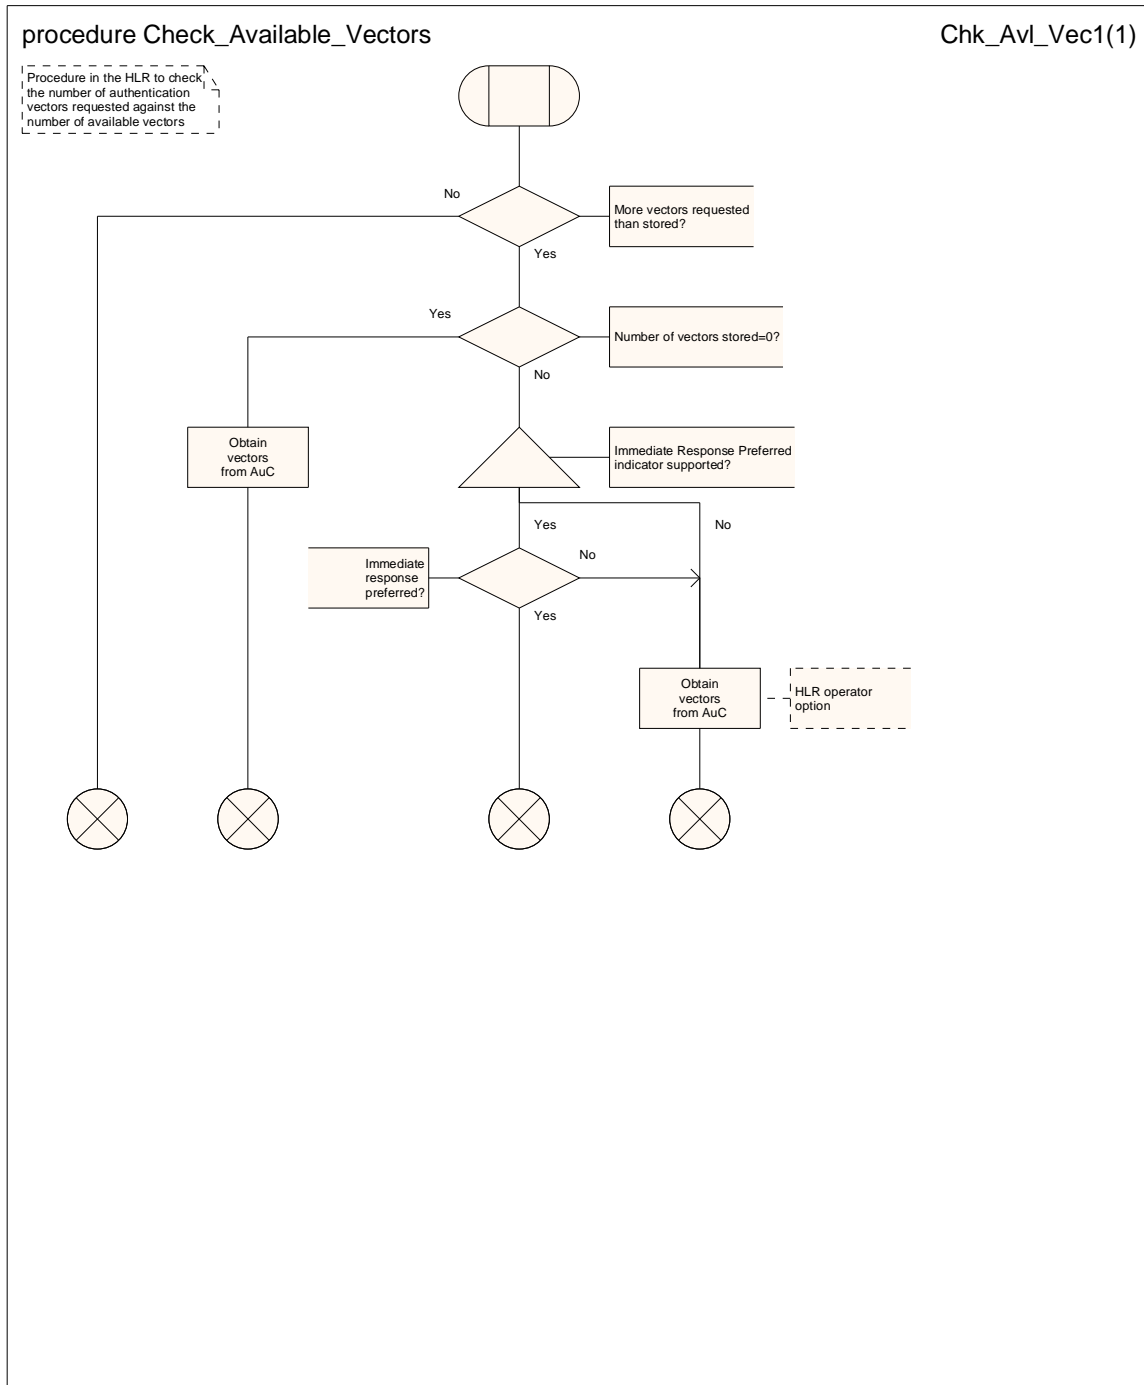 procedure Check_Available_Vectors
Chk_Avl_Vec1(1)
Procedure in the HLR to check
the number of authentication
vectors requested against the
number of available vectors
No
More vectors requested
than stored?
Yes
Yes
Number of vectors stored=0?
No
Obtain
vectors
from AuC
Immediate Response Preferred
indicator supported?
Yes
No
Immediate
response
preferred?
No
Yes
Obtain
vectors
from AuC
HLR operator
option